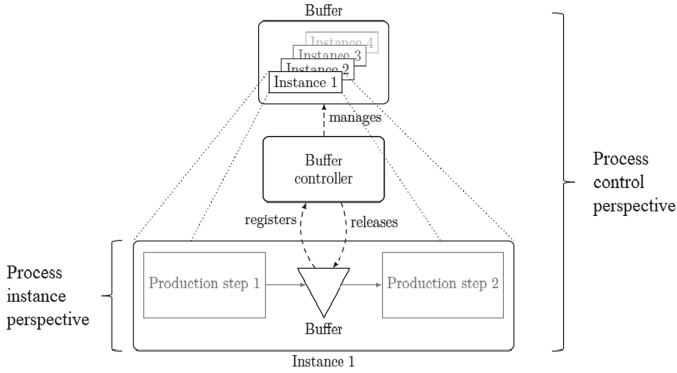 Buffer
Instance 4
Instance 3
Instance 2
Instance 1
manages
Buffer
controller
Process
control
perspective
registers
releases
Process
instance
perspective
Production step 1
Production step 2
Buffer
Instance 1